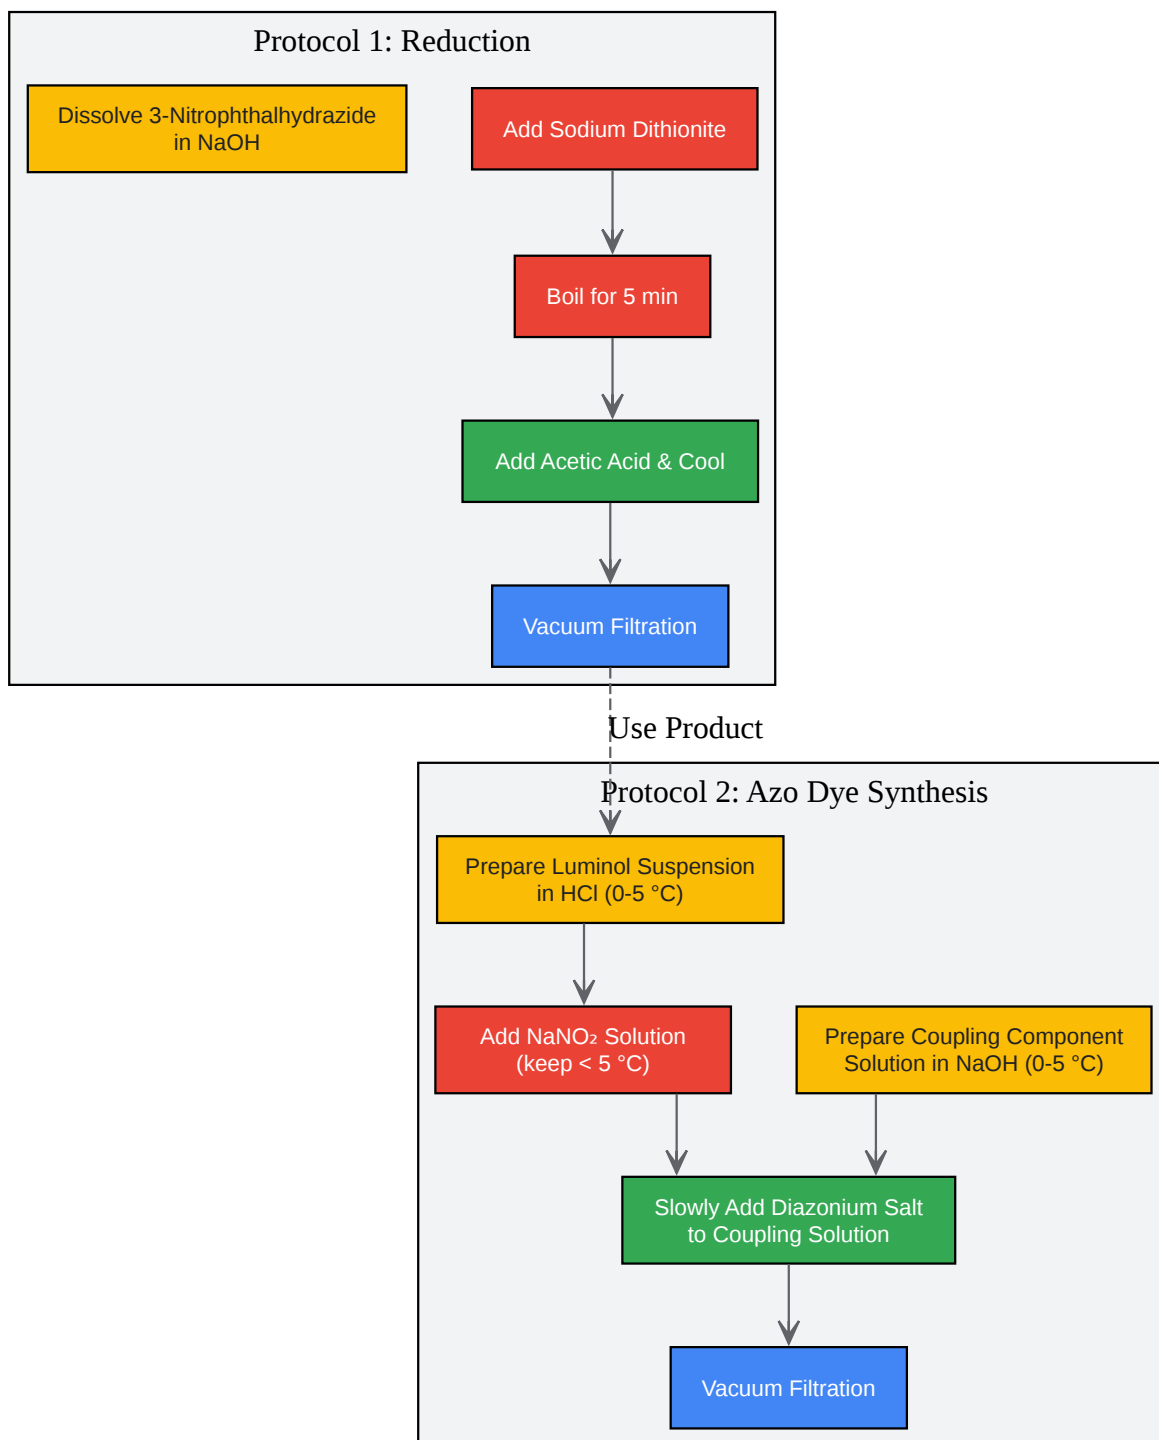 Protocol 1: Reduction
Dissolve 3-Nitrophthalhydrazide
in NaOH
Add Sodium Dithionite
Boil for 5 min
Add Acetic Acid & Cool
Vacuum Filtration
Use Product
Protocol 2: Azo Dye Synthesis
Prepare Luminol Suspension
in HCl (0-5 °C)
Add NaNO₂ Solution
(keep < 5 °C)
Prepare Coupling Component
Solution in NaOH (0-5 °C)
Slowly Add Diazonium Salt
to Coupling Solution
Vacuum Filtration